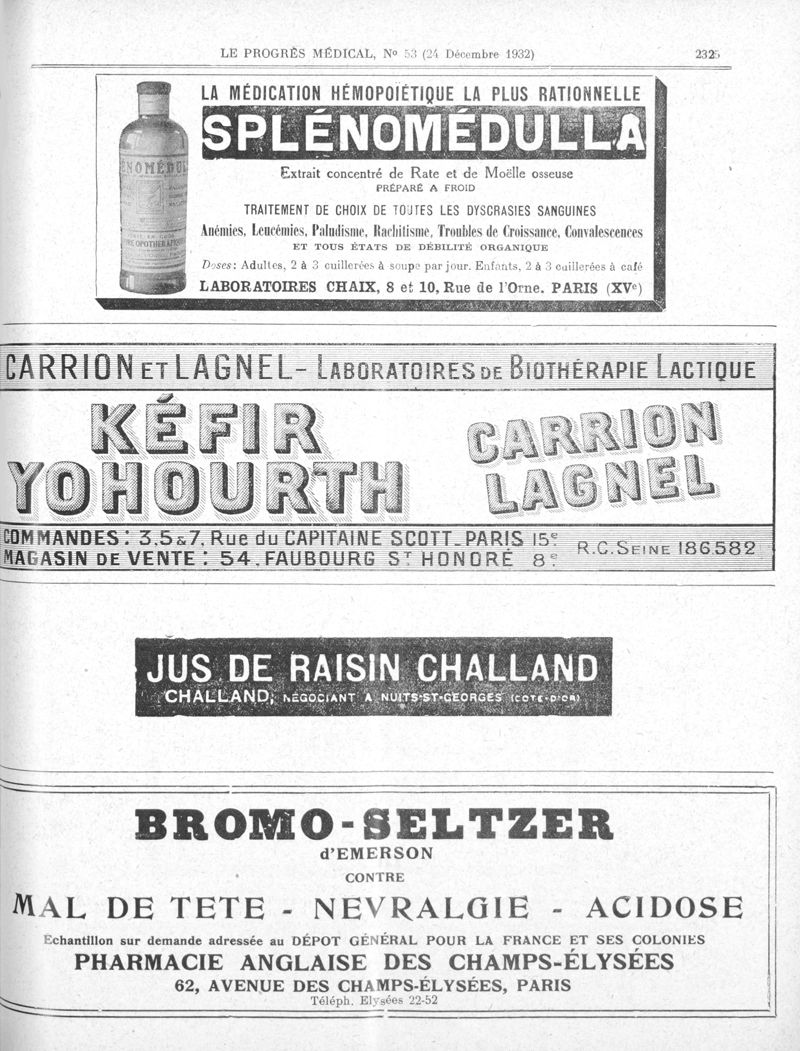 LE PROGRÈS MÉDICAL, No 53 (24 Décembre 1932) 2325
LA MÉDICATION HÉMOPOÏÉTIQUE LA PLUS RATIONNELLE
SPLÉNOMÉDULLA
ÉNOMÉDUL
Extrait concentré de Rate et de Moëlle osseuse
PRÉPARÉ A FROID
TRAITEMENT DE CHOIX DE TOUTES LES DYSCRASIES SANGUINES
Anémies, Leucémies, Paludisme, Rachitisme, Troubles de Croissance, Convalescences
ET TOUS ÉTATS DE DÉBILITÉ ORGANIQUE
Doses: Adultes, 2 à 3 cuillerées à soupe par jour. Enfants, 2 à 3 cuillerées à café
LABORATOIRES CHAIX, 8 et 10, Rue de l'Orne. PARIS (XVe)
CARRION ET LAGNEL - LABORATOIRES DE BIOTHÉRAPIE LACTIQUE
KÉFIR
YOHOURTH
CARRION
LAGNEL
COMMANDES: 3,5 & 7, Rue du CAPITAINE SCOTT_PARIS 15e
MAGASIN DE VENTE: 54, FAUBOURG ST HONORÉ 8e
R.C. SEINE 186.582
JUS DE RAISIN CHALLAND
CHALLAND, NÉGOCIANT A NUITS-ST-GEORGES (COTE-D'OR)
BROMO-SELTZER
d'EMERSON
CONTRE
MAL DE TETE - NEVRALGIE - ACIDOSE
Échantillon sur demande adressée au DÉPOT GÉNÉRAL POUR LA FRANCE ET SES COLONIES
PHARMACIE ANGLAISE DES CHAMPS-ÉLYSÉES
62, AVENUE DES CHAMPS-ÉLYSÉES, PARIS
Téléph. Elysées 22-52